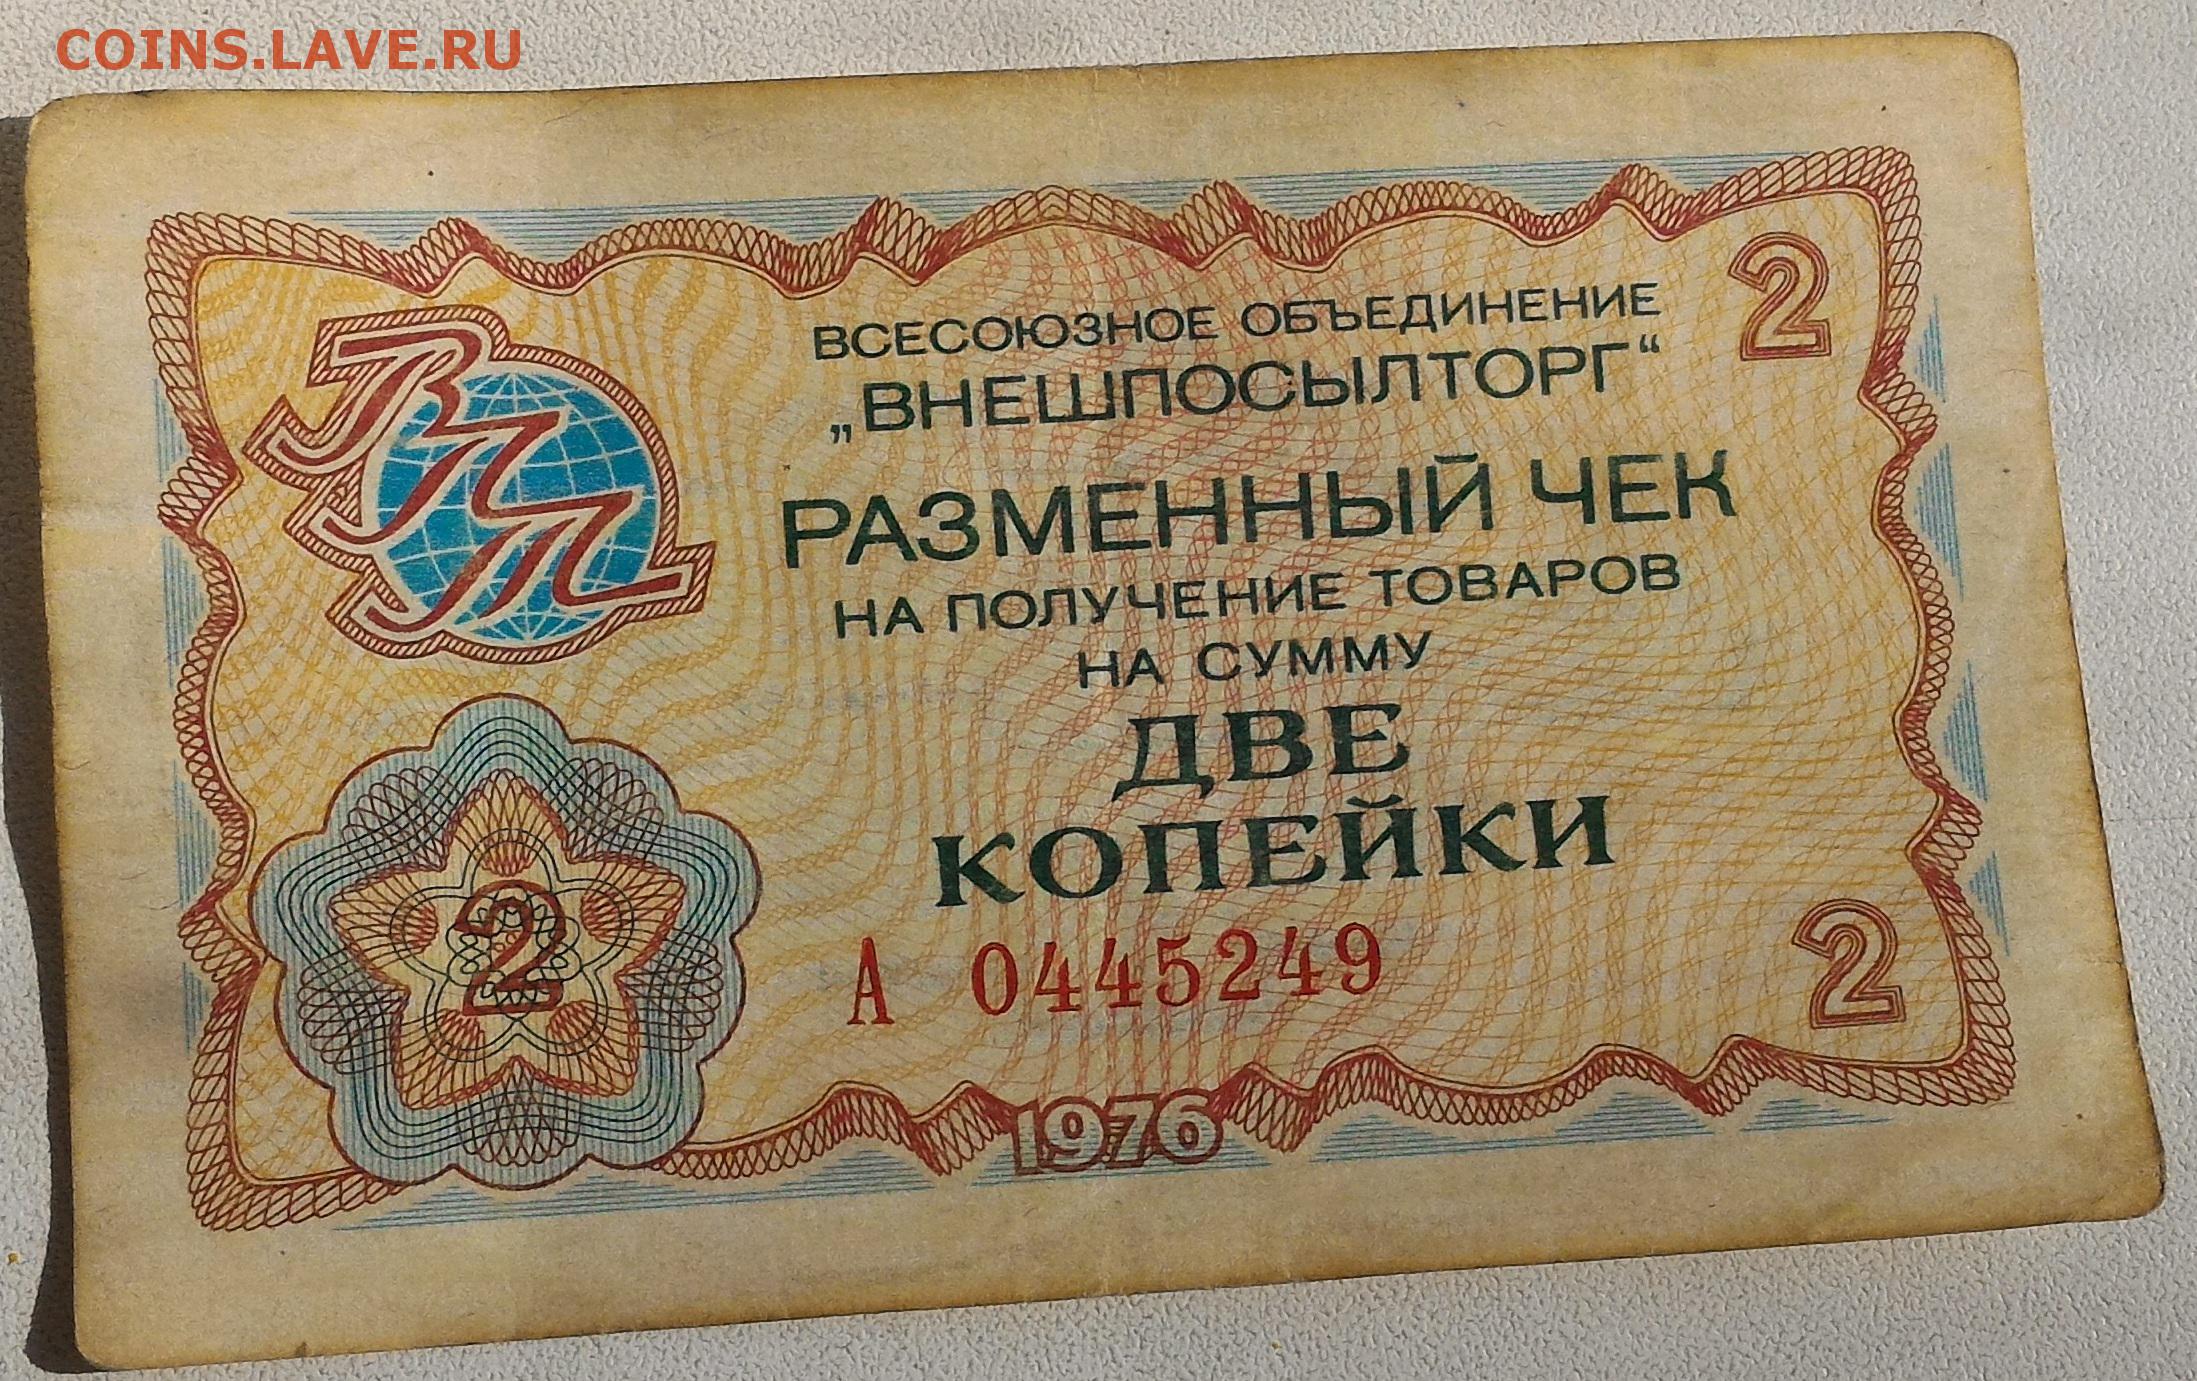 COINS.LAVE.RU
ВПТ
ВСЕСОЮЗНОЕ ОБЪЕДИНЕНИЕ
„ВНЕШПОСЫЛТОРГ“
2
РАЗМЕННЫЙ ЧЕК
НА ПОЛУЧЕНИЕ ТОВАРОВ
НА СУММУ
ДВЕ
КОПЕЙКИ
2
А 0445249
2
1976